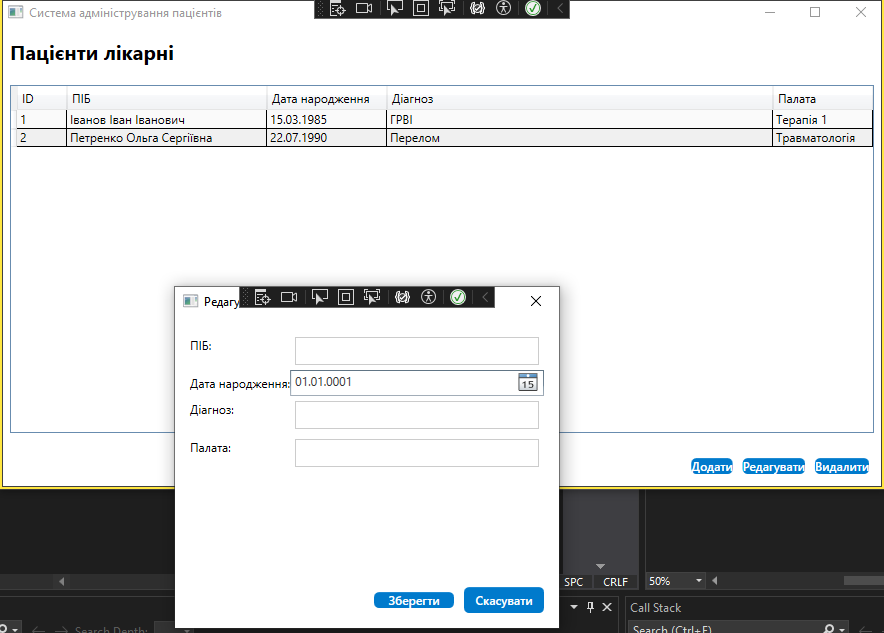 Система адміністрування пацієнтів
Пацієнти лікарні
ID ПІБ Дата народження Діагноз Палата
1 Іванов Іван Іванович 15.03.1985 ГРВІ Терапія 1
2 Петренко Ольга Сергіївна 22.07.1990 Перелом Травматологія
Редагу
ПІБ:
Дата народження: 01.01.0001 15
Діагноз:
Палата:
Додати Редагувати Видалити
Зберегти Скасувати
SPC CRLF 50%
Call Stack
Search Depth:
Search (Ctrl+E)